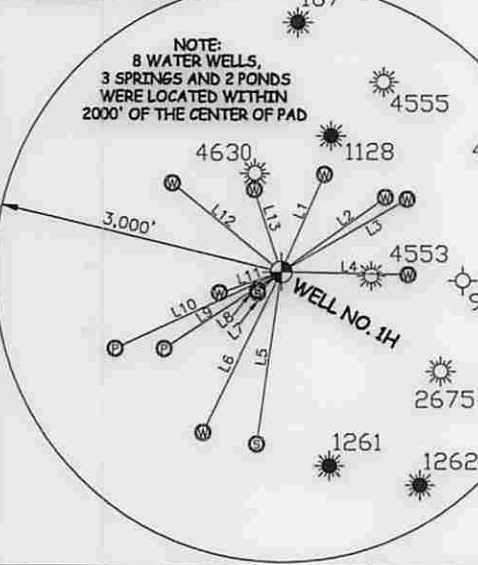 NOTE:
8 WATER WELLS,
3 SPRINGS AND 2 PONDS
WERE LOCATED WITHIN
2000' OF THE CENTER OF PAD
4555
1128
4630
W
W
W
W
W
L12
L13
L1
L2
L3
3,000'
4553
L4
W
L11
W
S
L10
L9
L8
L7
WELL NO. 1H
P
P
L6
L5
2675
W
S
1261
1262